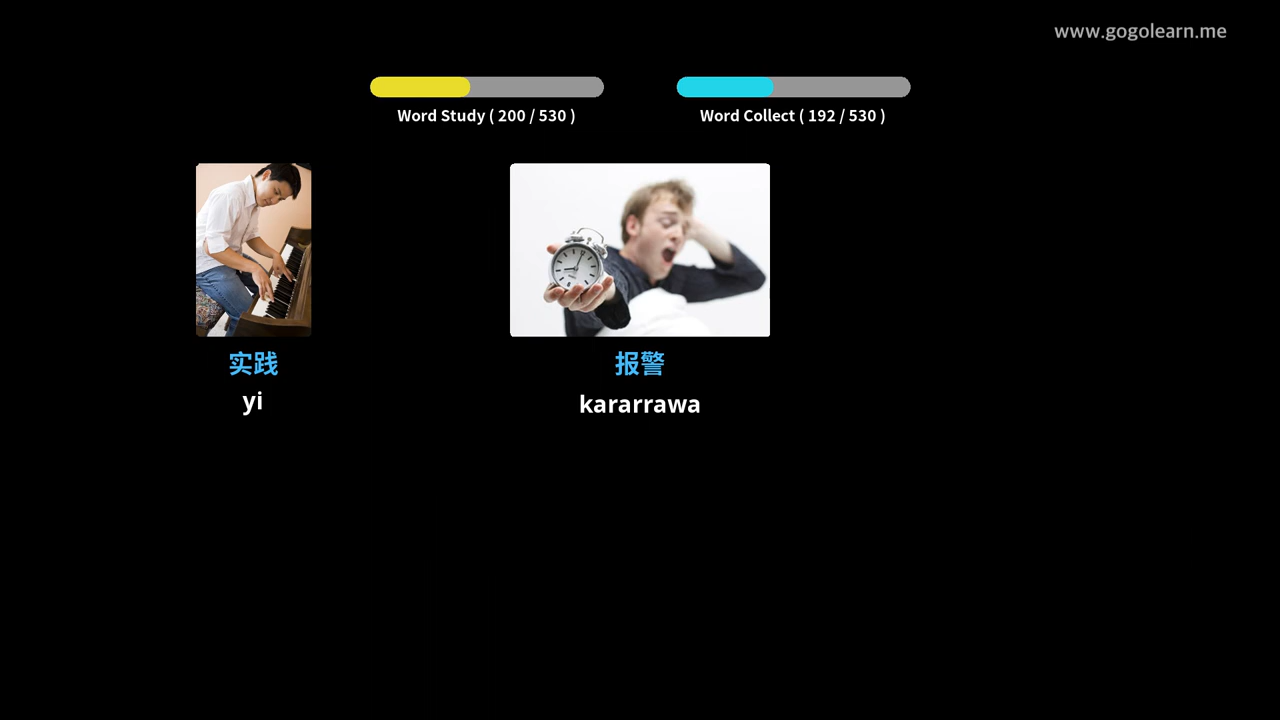 www.gogolearn.me
Word Study ( 200 / 530 )
Word Collect ( 192 / 530 )
实践
yi
报警
kararrawa